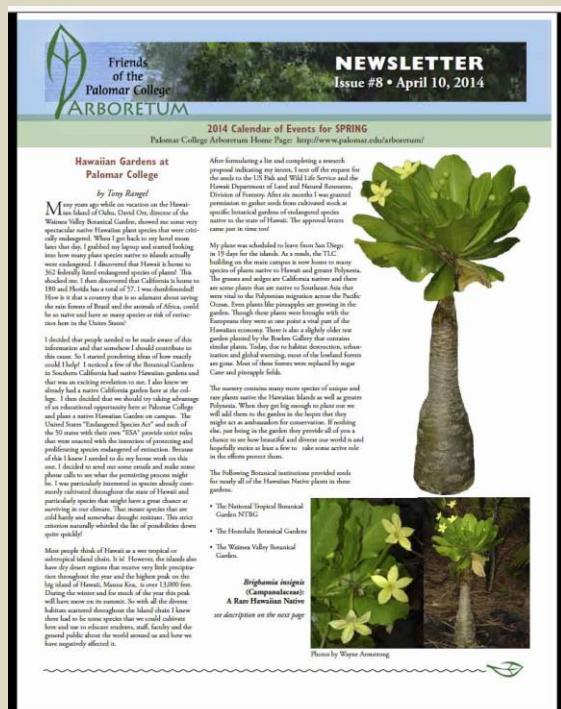 Friends
of the
Palomar College
ARBORETUM
NEWSLETTER
Issue #8 • April 10, 2014
2014 Calendar of Events for SPRING
Palomar College Arboretum Home Page: http://www.palomar.edu/arboretum/
Hawaiian Gardens at
Palomar College
by Tony Rangel
Many years ago while on vacation on the Hawai-
ian Island of Oahu, David Orr, director of the
Waimea Valley Botanical Garden, showed me some very
spectacular native Hawaiian plant species that were criti-
cally endangered. When I got back to my hotel room
later that day, I grabbed my laptop and started looking
into how many plant species native to islands actually
were endangered. I discovered that Hawaii is home to
362 federally listed endangered species of plants! This
shocked me. I then discovered that California is home to
180 and Florida has a total of 57. I was dumbfounded!
How is it that a country that is so adamant about saving
the rain forests of Brazil and the animals of Africa, could
be so naive and have so many species at risk of extinc-
tion here in the United States?
I decided that people needed to be made aware of this
information and that somehow I should contribute to
this cause. So I started pondering ideas of how exactly
could I help? I noticed a few of the Botanical Gardens
in Southern California had native Hawaiian gardens and
that was an exciting revelation to me. I also knew we
already had a native California garden here at the col-
lege. I then decided that we should try taking advantage
of an educational opportunity here at Palomar College
and plant a native Hawaiian Garden on campus. The
United States "Endangered Species Act" and each of
the 50 states with their own "ESA" provide strict rules
that were enacted with the intention of protecting and
proliferating species endangered of extinction. Because
of this I knew I needed to do my home work on this
one. I decided to send out some emails and make some
phone calls to see what the permitting process might
be. I was particularly interested in species already com-
monly cultivated throughout the state of Hawaii and
particularly species that might have a great chance at
surviving in our climate. That meant species that are
cold hardy and somewhat drought resistant. This strict
criterion naturally whittled the list of possibilities down
quite quickly!
Most people think of Hawaii as a wet tropical or
subtropical island chain. It is! However, the islands also
have dry desert regions that receive very little precipita-
tion throughout the year and the highest peak on the
big island of Hawaii, Mauna Kea, is over 13,000 feet.
During the winter and for much of the year this peak
will have snow on its summit. So with all the diverse
habitats scattered throughout the Island chain I knew
there had to be some species that we could cultivate
here and use to educate students, staff, faculty and the
general public about the world around us and how we
have negatively affected it.
After formulating a list and completing a research
proposal indicating my intent, I sent off the request for
the seeds to the US Fish and Wild Life Service and the
Hawaii Department of Land and Natural Resources,
Division of Forestry. After six months I was granted
permission to gather seeds from cultivated stock at
specific botanical gardens of endangered species
native to the state of Hawaii. The approval letters
came just in time too!
My plane was scheduled to leave from San Diego
in 19 days for the islands. As a result, the TLC
building on the main campus is now home to many
species of plants native to Hawaii and greater Polynesia.
The grasses and sedges are California natives and there
are some plants that are native to Southeast Asia that
were vital to the Polynesian migration across the Pacific
Ocean. Even plants like pineapples are growing in the
garden. Though these plants were brought with the
Europeans they were at one point a vital part of the
Hawaiian economy. There is also a slightly older test
garden planted by the Boehm Gallery that contains
similar plants. Today, due to habitat destruction, urban-
ization and global warming, most of the lowland forests
are gone. Most of these forests were replaced by sugar
Cane and pineapple fields.
The nursery contains many more species of unique and
rare plants native the Hawaiian Islands as well as greater
Polynesia. When they get big enough to plant out we
will add them to the garden in the hopes that they
might act as ambassadors for conservation. If nothing
else, just being in the garden they provide all of you a
chance to see how beautiful and diverse our world is and
hopefully entice at least a few to take some active role
in the efforts protect them.
The Following Botanical institutions provided seeds
for nearly all of the Hawaiian Native plants in these
gardens.
• The National Tropical Botanical
Garden NTBG
• The Honolulu Botanical Gardens
• The Waimea Valley Botanical
Garden.
Brighamia insignis
(Campanulaceae):
A Rare Hawaiian Native
see description on the next page
Photos by Wayne Armstrong